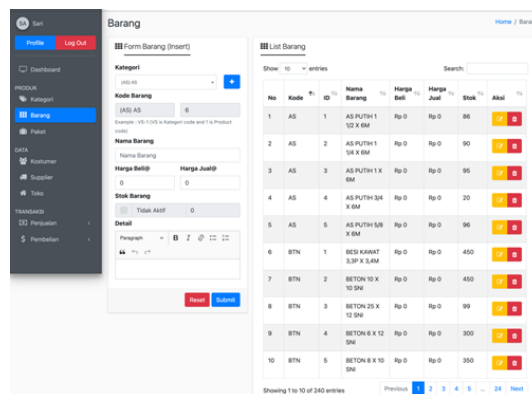 SA Sari
Profile Log Out
Dashboard
PRODUK
Kategori
Barang
Paket
DATA
Kostumer
Supplier
Toko
TRANSAKSI
Penjualan
Pembelian
Barang
Home / Bara
Form Barang (Insert)
Kategori
(AS) AS
+
Kode Barang
(AS) AS 6
Example : VS-1 (VS is Kategori code and 1 is Product code)
Nama Barang
Nama Barang
Harga Beli@ Harga Jual@
0 0
Stok Barang
Tidak Aktif 0
Detail
Paragraph B I
Reset Submit
List Barang
Show 10 entries Search:
No Kode ID Nama Barang Harga Beli Harga Jual Stok Aksi
1 AS 1 AS PUTIH 1 1/2 X 6M Rp 0 Rp 0 86
2 AS 2 AS PUTIH 1 1/4 X 6M Rp 0 Rp 0 90
3 AS 3 AS PUTIH 1 X 6M Rp 0 Rp 0 95
4 AS 4 AS PUTIH 3/4 X 6M Rp 0 Rp 0 20
5 AS 5 AS PUTIH 5/8 X 6M Rp 0 Rp 0 96
6 BTN 1 BESI KAWAT 3,3P X 3,4M Rp 0 Rp 0 450
7 BTN 2 BETON 10 X 10 SNI Rp 0 Rp 0 450
8 BTN 3 BETON 25 X 12 SNI Rp 0 Rp 0 99
9 BTN 4 BETON 6 X 12 SNI Rp 0 Rp 0 300
10 BTN 5 BETON 8 X 10 SNI Rp 0 Rp 0 350
Showing 1 to 10 of 240 entries
Previous 1 2 3 4 5 ... 24 Next